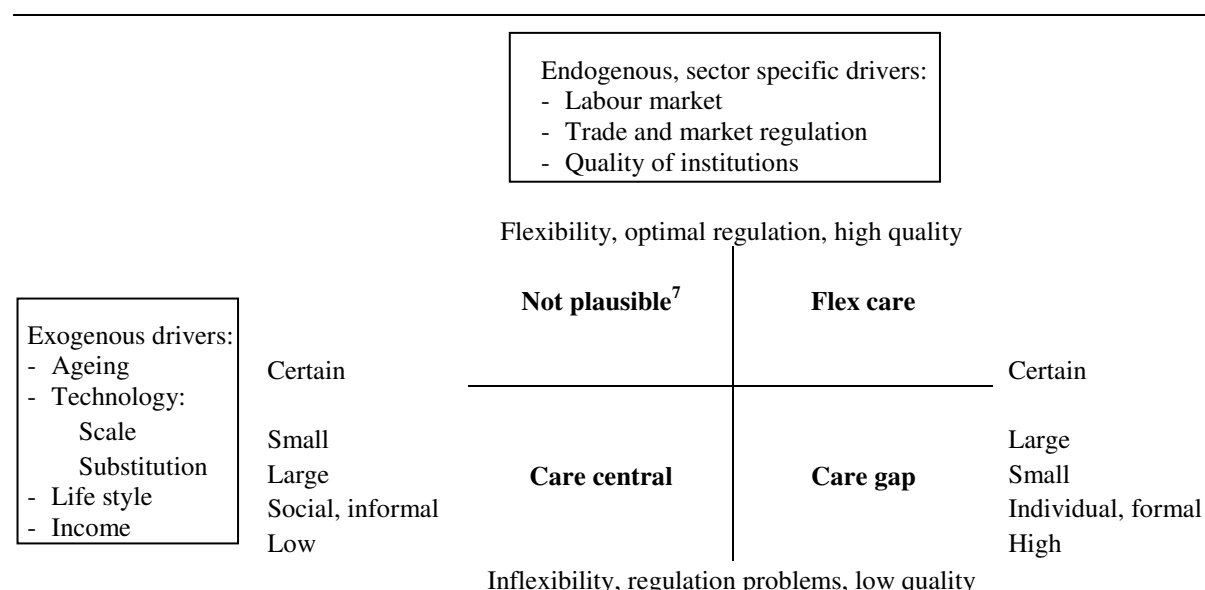 Endogenous, sector specific drivers:
- Labour market
- Trade and market regulation
- Quality of institutions
Flexibility, optimal regulation, high quality
Not plausible⁷
Flex care
Exogenous drivers:
- Ageing
- Technology:
Scale
Substitution
- Life style
- Income
Certain
Small
Large
Social, informal
Low
Care central
Care gap
Certain
Large
Small
Individual, formal
High
Inflexibility, regulation problems, low quality